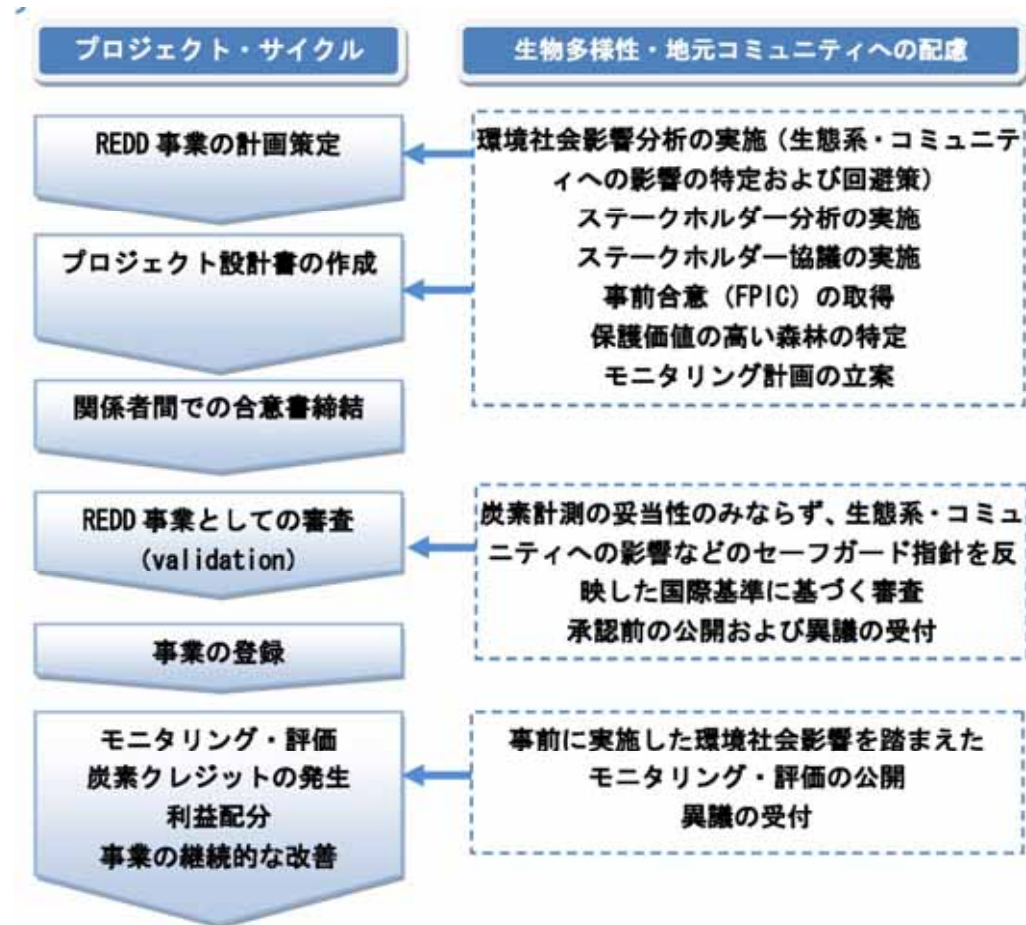 プロジェクト・サイクル
REDD 事業の計画策定
プロジェクト設計書の作成
関係者間での合意書締結
REDD 事業としての審査
(validation)
事業の登録
モニタリング・評価
炭素クレジットの発生
利益配分
事業の継続的な改善
生物多様性・地元コミュニティへの配慮
環境社会影響分析の実施（生態系・コミュニテ
ィへの影響の特定および回避策）
ステークホルダー分析の実施
ステークホルダー協議の実施
事前合意（FPIC）の取得
保護価値の高い森林の特定
モニタリング計画の立案
炭素計測の妥当性のみならず、生態系・コミュ
ニティへの影響などのセーフガード指針を反
映した国際基準に基づく審査
承認前の公開および異議の受付
事前に実施した環境社会影響を踏まえた
モニタリング・評価の公開
異議の受付